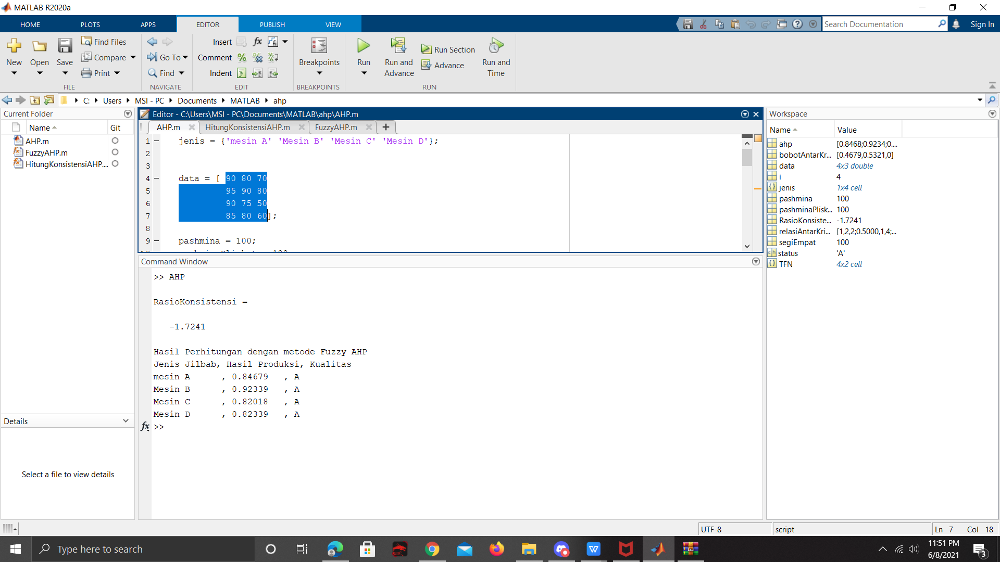 MATLAB R2020a
HOME PLOTS APPS EDITOR PUBLISH VIEW
Search Documentation
Sign In
New
Open
Save
Find Files
Compare
Print
FILE
Go To
Find
NAVIGATE
Insert
fx
Comment
Indent
EDIT
Breakpoints
BREAKPOINTS
Run
Run and
Advance
Run Section
Advance
Run and
Time
RUN
C: Users MSI - PC Documents MATLAB ahp
Current Folder
Name Git
AHP.m
FuzzyAHP.m
HitungKonsistensiAHP....
Details
Select a file to view details
Editor - C:\Users\MSI - PC\Documents\MATLAB\ahp\AHP.m
AHP.m HitungKonsistensiAHP.m FuzzyAHP.m
1 jenis = {'mesin A' 'Mesin B' 'Mesin C' 'Mesin D'};
2
3
4 data = [ 90 80 70
5 95 90 80
6 90 75 50
7 85 80 60];
8
9 pashmina = 100;
Command Window
>> AHP
RasioKonsistensi =
-1.7241
Hasil Perhitungan dengan metode Fuzzy AHP
Jenis Jilbab, Hasil Produksi, Kualitas
mesin A , 0.84679 , A
Mesin B , 0.92339 , A
Mesin C , 0.82018 , A
Mesin D , 0.82339 , A
fx >>
Workspace
Name Value
ahp [0.8468;0.9234;0....
bobotAntarKr... [0.4679,0.5321,0]
data 4x3 double
i 4
jenis 1x4 cell
pashmina 100
pashminaPlisk... 100
RasioKonsiste... -1.7241
relasiAntarKri... [1,2,2;0.5000,1,4;...
segiEmpat 100
status 'A'
TFN 4x2 cell
UTF-8
script
Ln 7 Col 18
Type here to search
11:51 PM
6/8/2021
3